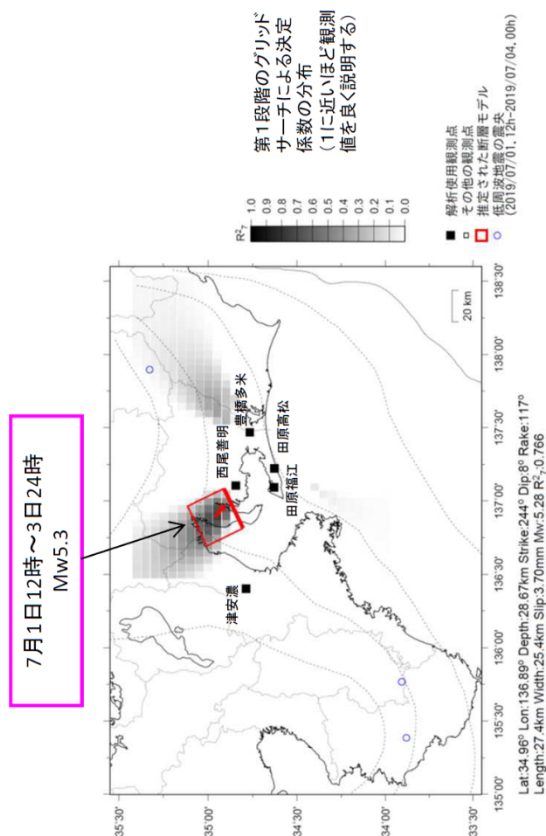 7月1日12時～3日24時
Mw5.3
第１段階のグリッド
サーチによる決定
係数の分布
(１に近いほど観測
値を良く説明する)
R²₇
1.0
0.9
0.8
0.7
0.6
0.5
0.4
0.3
0.2
0.1
0.0
解析使用観測点
その他の観測点
推定された断層モデル
低周波地震の震央
(2019/07/01, 12h-2019/07/04, 00h)
35°30'
35°00'
34°30'
34°00'
33°30'
津安濃
西尾善明
豊橋多米
田原高松
田原福江
20 km
135°00'
135°30'
136°00'
136°30'
137°00'
137°30'
138°00'
138°30'
Lat:34.96° Lon:136.89° Depth:28.67km Strike:244° Dip:8° Rake:117°
Length:27.4km Width:25.4km Slip:3.70mm Mw:5.28 R²₇:0.766